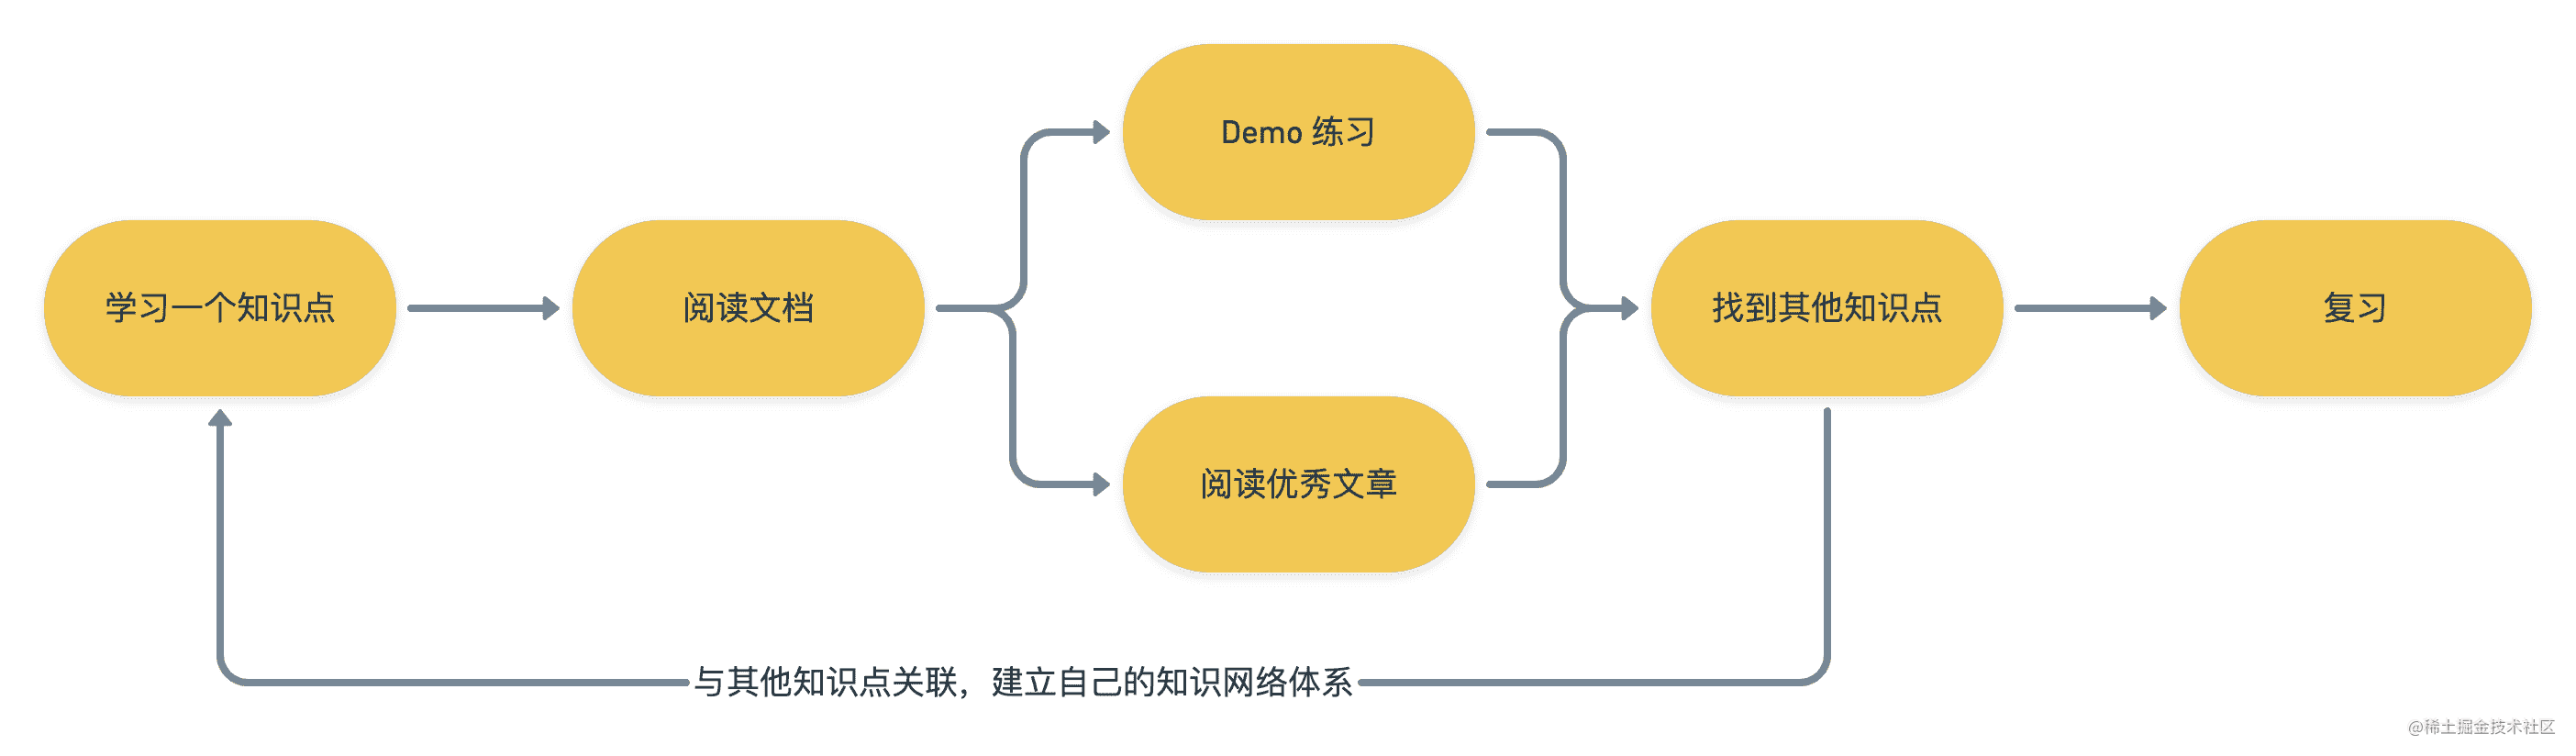 学习一个知识点
阅读文档
Demo 练习
阅读优秀文章
找到其他知识点
复习
与其他知识点关联，建立自己的知识网络体系
@稀土掘金技术社区